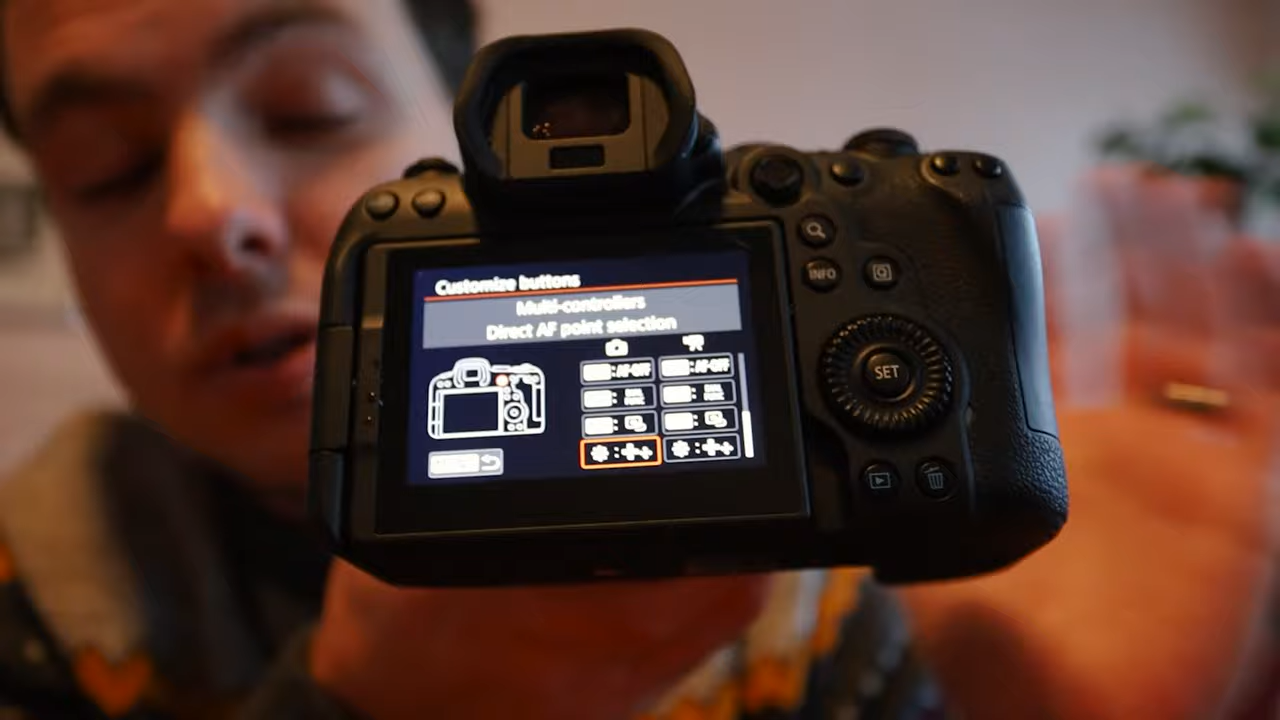 Customize buttons
Multi-controllers
Direct AF point selection
:AF-OFF :AF-OFF
INFO
SET